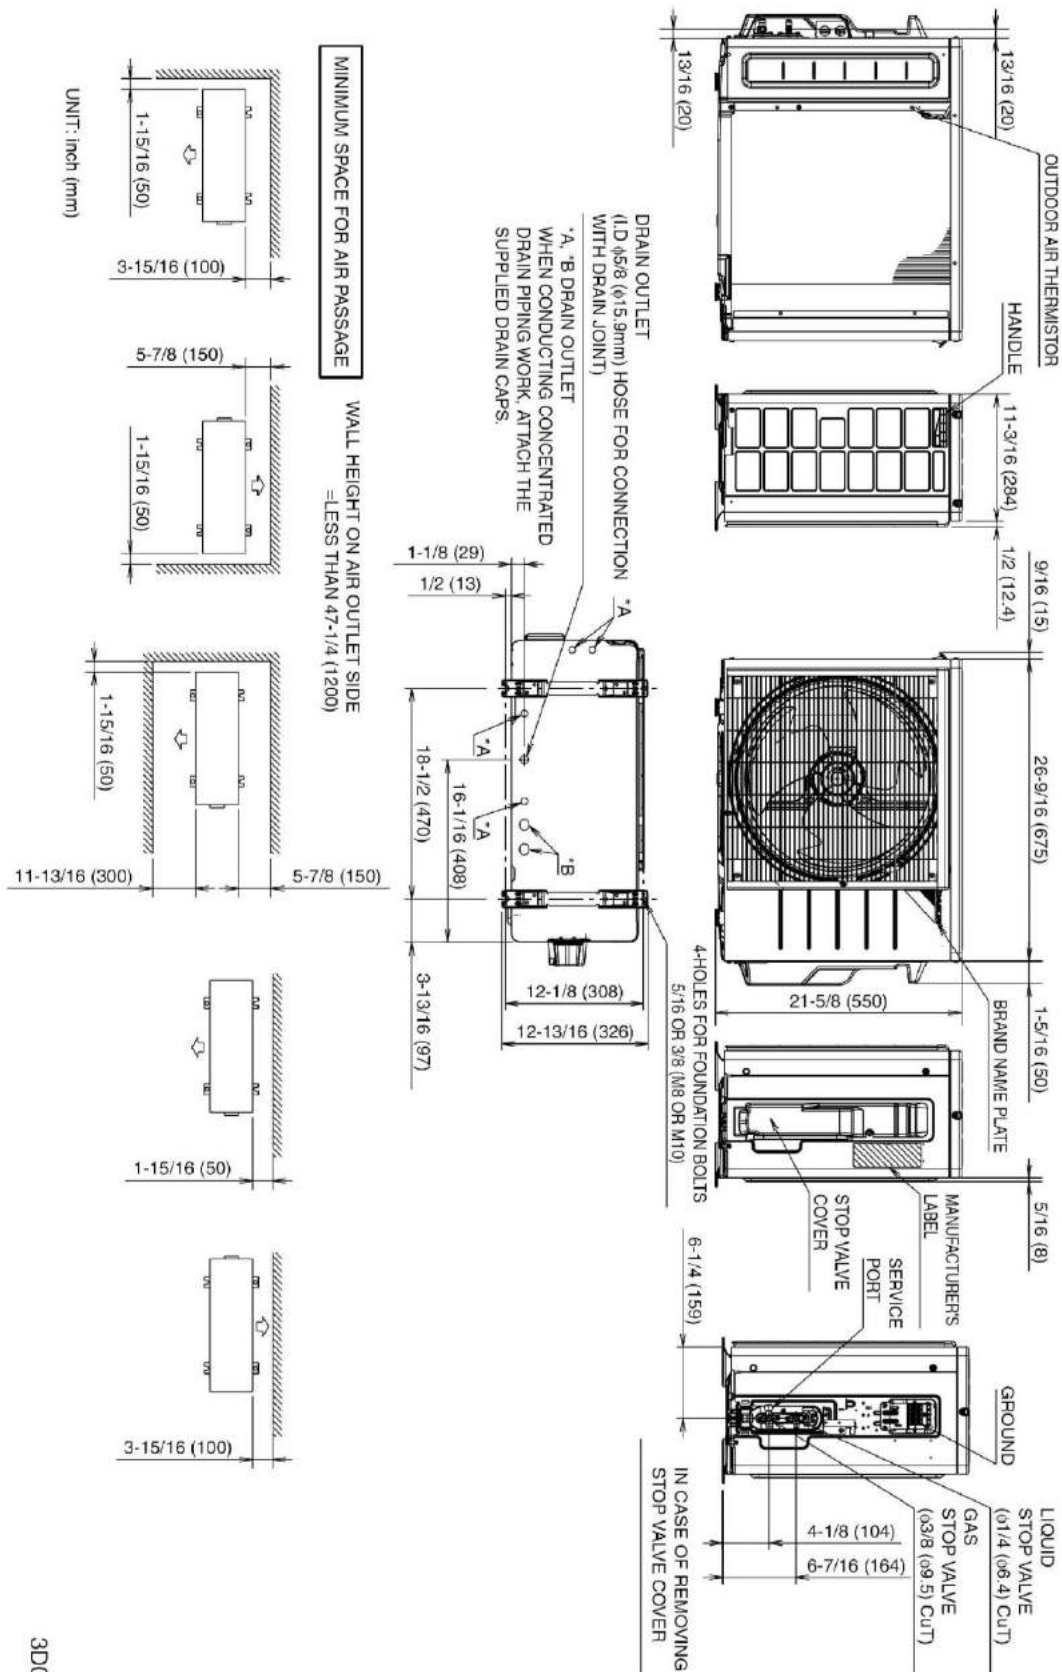 OUTDOOR AIR THERMISTOR
HANDLE
13/16 (20)
13/16 (20)
11-3/16 (284)
1/2 (12.4)
9/16 (15)
26-9/16 (675)
1-5/16 (50)
BRAND NAME PLATE
21-5/8 (550)
5/16 (8)
MANUFACTURER'S
LABEL
STOP VALVE
COVER
SERVICE
PORT
6-1/4 (159)
GROUND
LIQUID
STOP VALVE
(ϕ1/4 (ϕ6.4) CuT)
GAS
STOP VALVE
(ϕ3/8 (ϕ9.5) CuT)
4-1/8 (104)
6-7/16 (164)
IN CASE OF REMOVING
STOP VALVE COVER
DRAIN OUTLET
(I.D ϕ5/8 (ϕ15.9mm) HOSE FOR CONNECTION
WITH DRAIN JOINT)
*A, *B DRAIN OUTLET
WHEN CONDUCTING CONCENTRATED
DRAIN PIPING WORK, ATTACH THE
SUPPLIED DRAIN CAPS.
1-1/8 (29)
1/2 (13)
*A
*A
*A
*B
16-1/16 (408)
18-1/2 (470)
3-13/16 (97)
12-1/8 (308)
12-13/16 (326)
4-HOLES FOR FOUNDATION BOLTS
5/16 OR 3/8 (M8 OR M10)
MINIMUM SPACE FOR AIR PASSAGE
WALL HEIGHT ON AIR OUTLET SIDE
=LESS THAN 47-1/4 (1200)
1-15/16 (50)
3-15/16 (100)
5-7/8 (150)
1-15/16 (50)
1-15/16 (50)
11-13/16 (300)
5-7/8 (150)
1-15/16 (50)
3-15/16 (100)
UNIT: inch (mm)